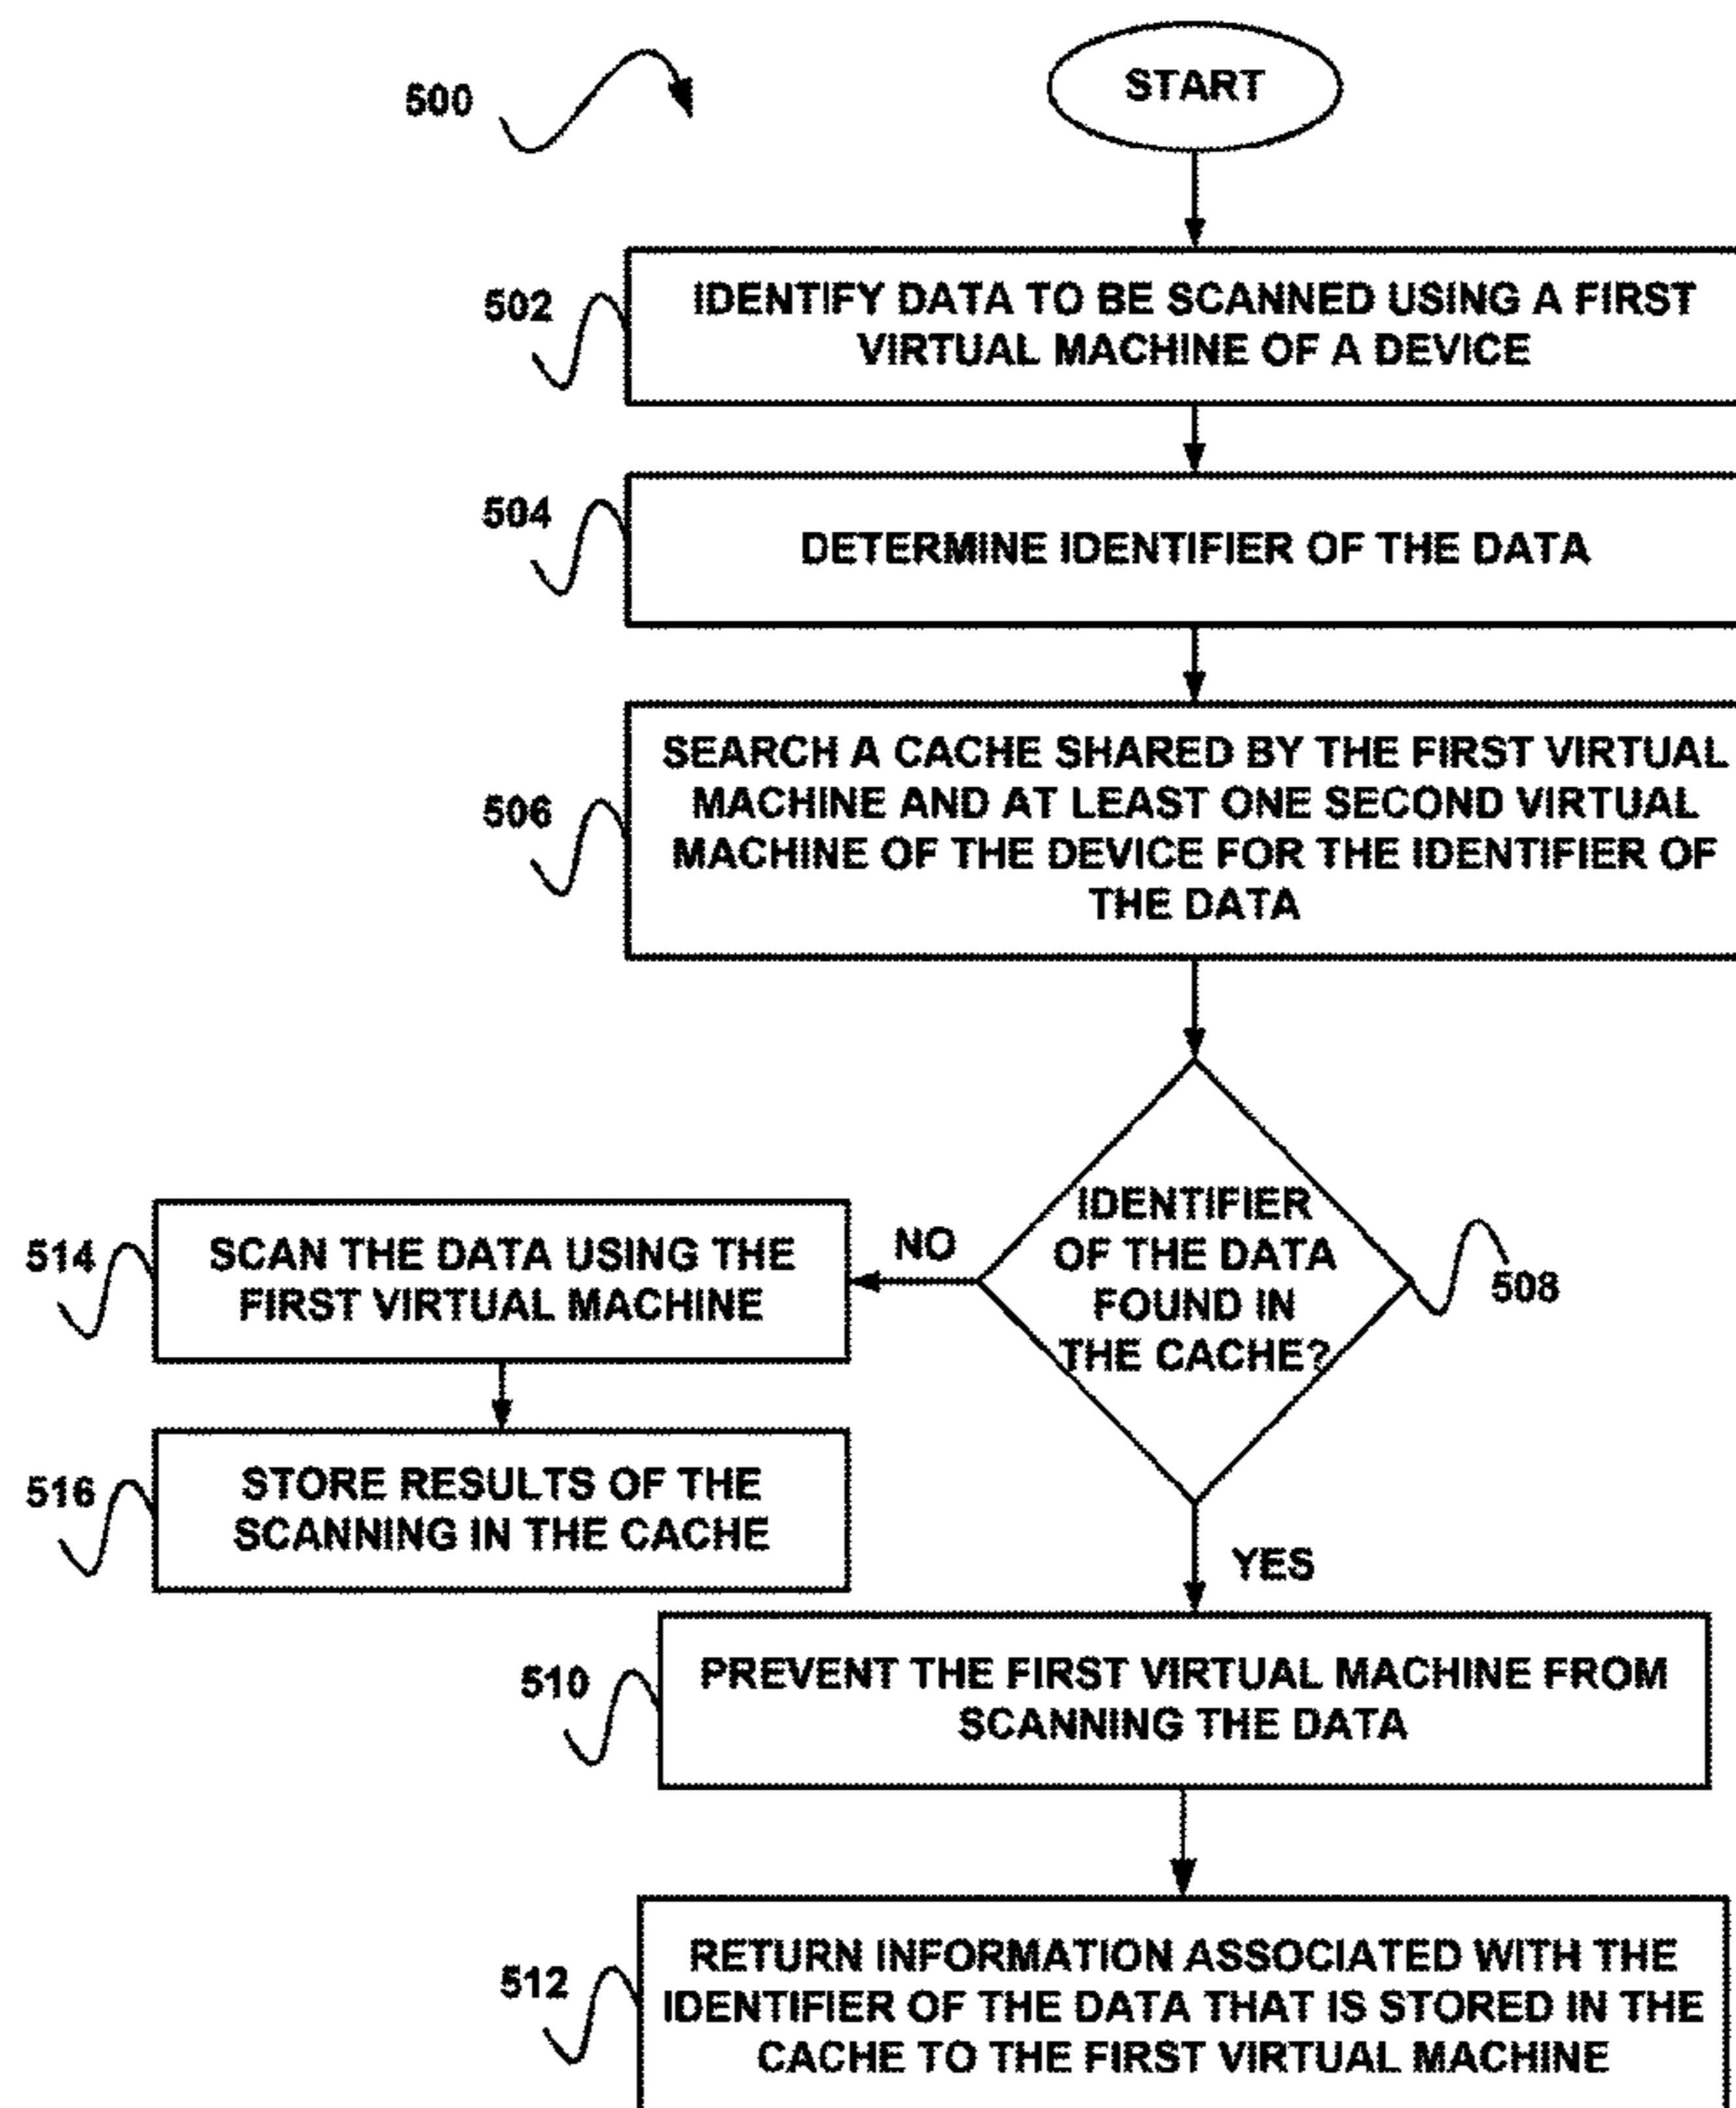 500
START
502
IDENTIFY DATA TO BE SCANNED USING A FIRST
VIRTUAL MACHINE OF A DEVICE
504
DETERMINE IDENTIFIER OF THE DATA
506
SEARCH A CACHE SHARED BY THE FIRST VIRTUAL
MACHINE AND AT LEAST ONE SECOND VIRTUAL
MACHINE OF THE DEVICE FOR THE IDENTIFIER OF
THE DATA
IDENTIFIER
OF THE DATA
FOUND IN
THE CACHE?
508
NO
514
SCAN THE DATA USING THE
FIRST VIRTUAL MACHINE
516
STORE RESULTS OF THE
SCANNING IN THE CACHE
YES
510
PREVENT THE FIRST VIRTUAL MACHINE FROM
SCANNING THE DATA
512
RETURN INFORMATION ASSOCIATED WITH THE
IDENTIFIER OF THE DATA THAT IS STORED IN THE
CACHE TO THE FIRST VIRTUAL MACHINE